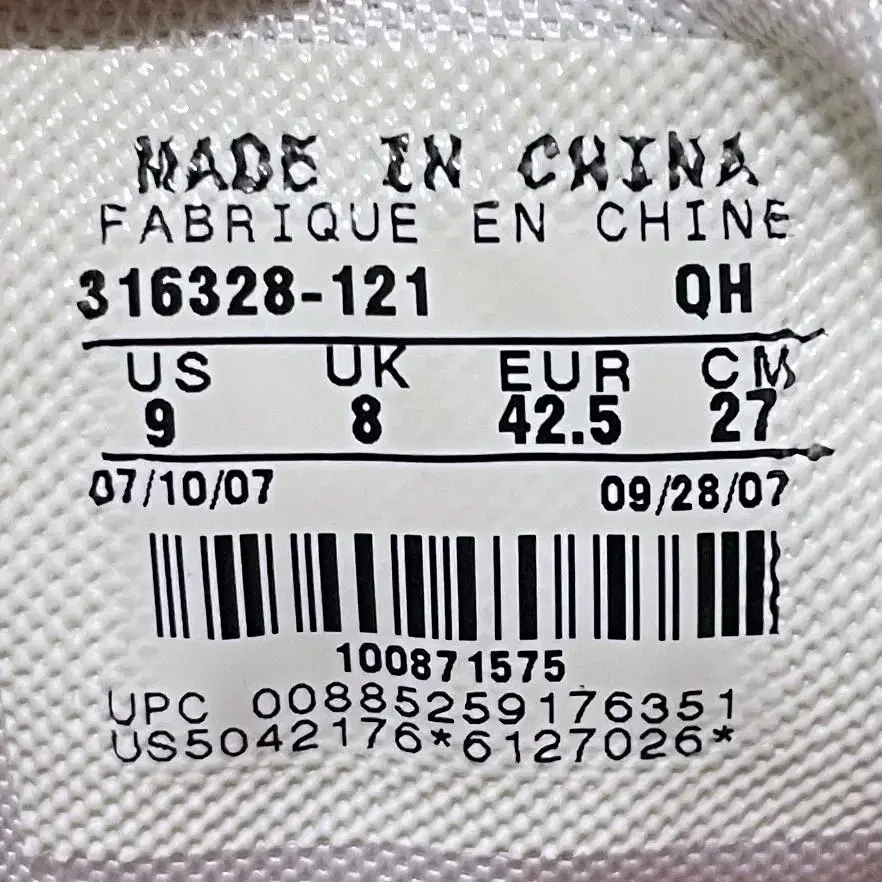 MADE IN CHINA
FABRIQUE EN CHINE
316328-121 QH
US UK EUR CM
9 8 42.5 27
07/10/07 09/28/07
100871575
UPC 00885259176351
US5042176*6127026*